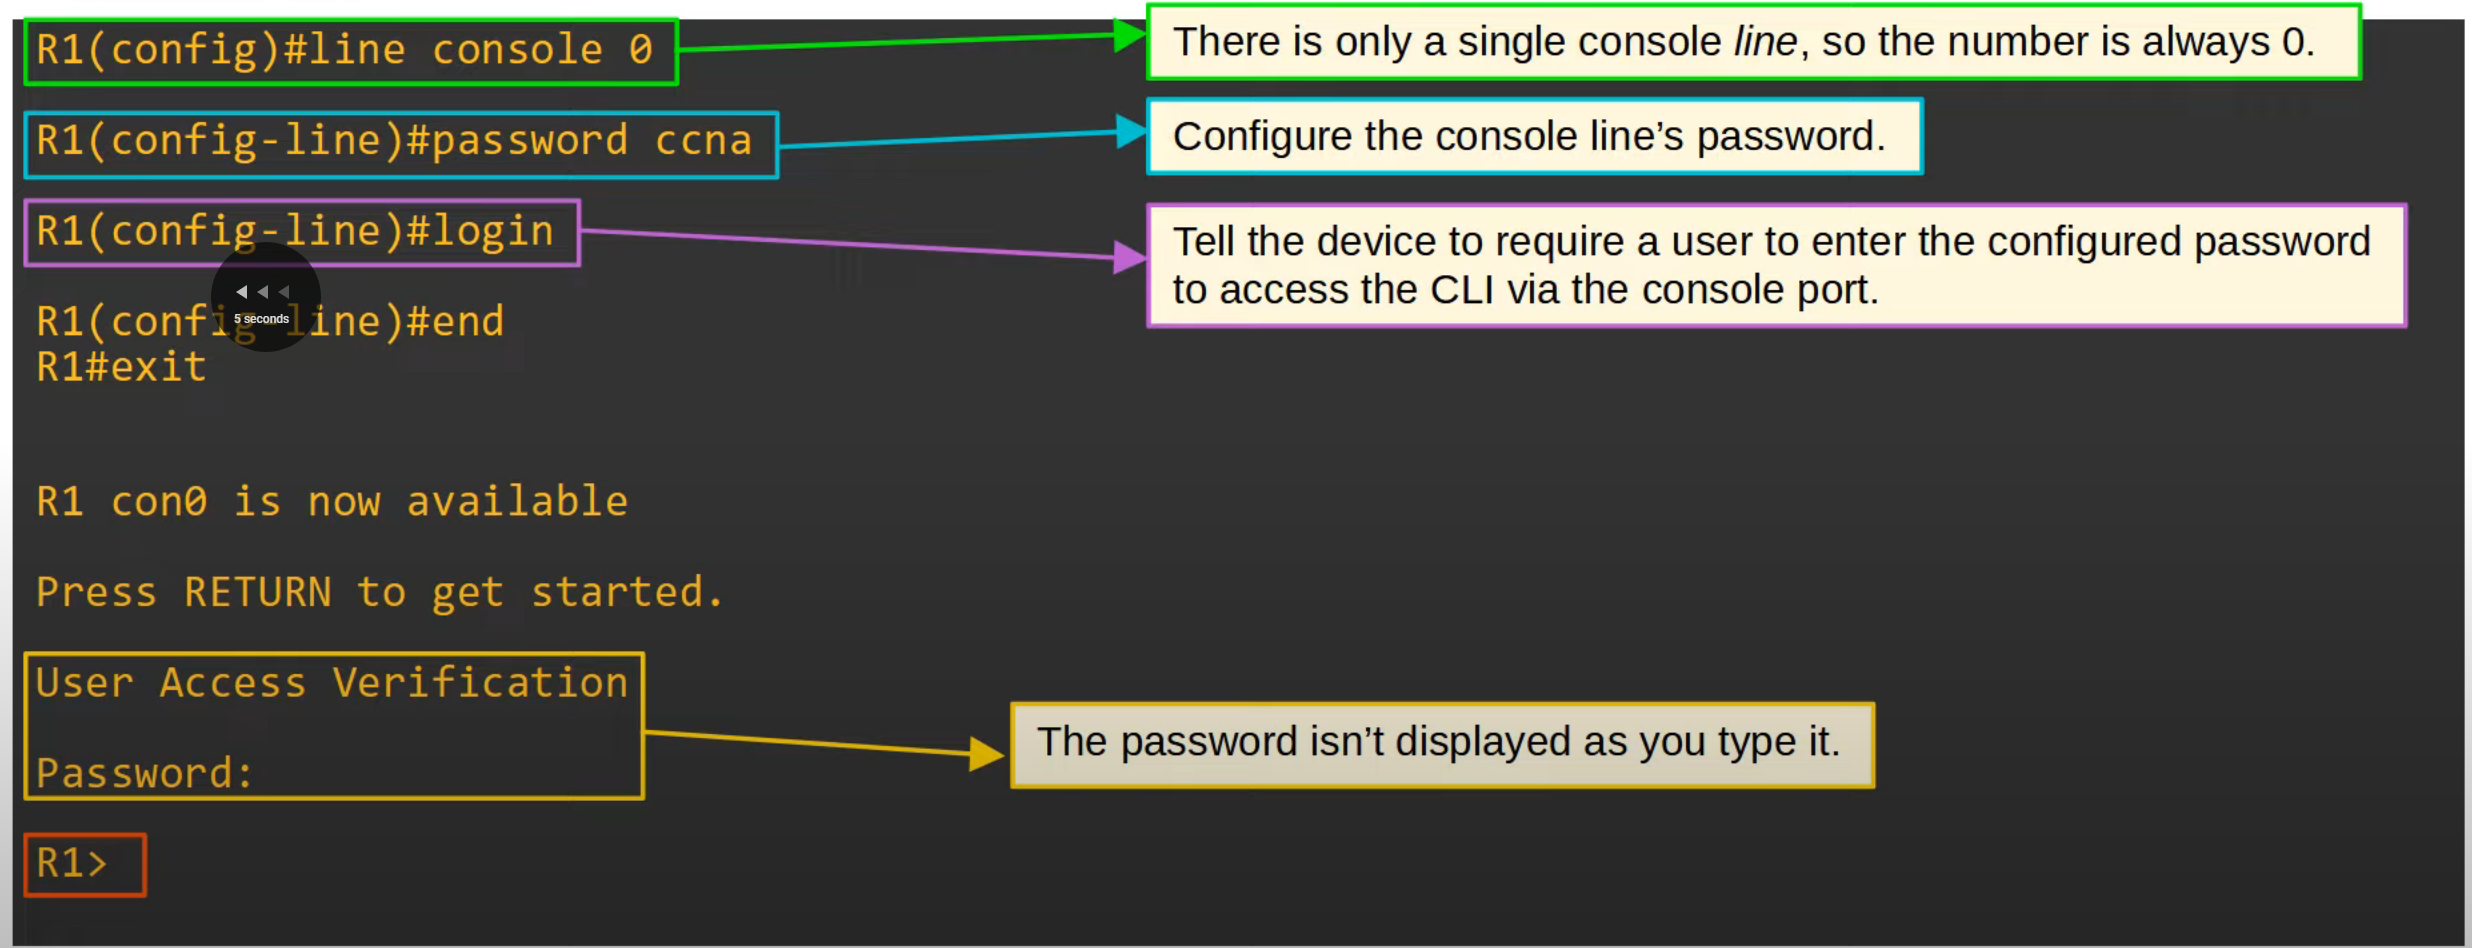 R1(config)#line console 0
There is only a single console line, so the number is always 0.
R1(config-line)#password ccna
Configure the console line’s password.
R1(config-line)#login
Tell the device to require a user to enter the configured password
to access the CLI via the console port.
5 seconds
R1(config-line)#end
R1#exit
R1 con0 is now available
Press RETURN to get started.
User Access Verification
Password:
The password isn’t displayed as you type it.
R1>